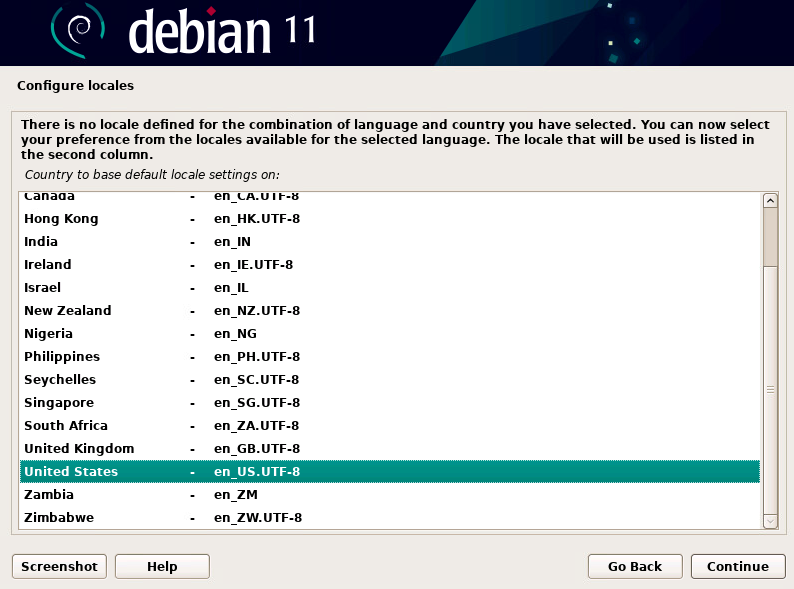 debian 11
Configure locales
There is no locale defined for the combination of language and country you have selected. You can now select
your preference from the locales available for the selected language. The locale that will be used is listed in
the second column.
Country to base default locale settings on:
Canada - en_CA.UTF-8
Hong Kong - en_HK.UTF-8
India - en_IN
Ireland - en_IE.UTF-8
Israel - en_IL
New Zealand - en_NZ.UTF-8
Nigeria - en_NG
Philippines - en_PH.UTF-8
Seychelles - en_SC.UTF-8
Singapore - en_SG.UTF-8
South Africa - en_ZA.UTF-8
United Kingdom - en_GB.UTF-8
United States - en_US.UTF-8
Zambia - en_ZM
Zimbabwe - en_ZW.UTF-8
Screenshot Help Go Back Continue